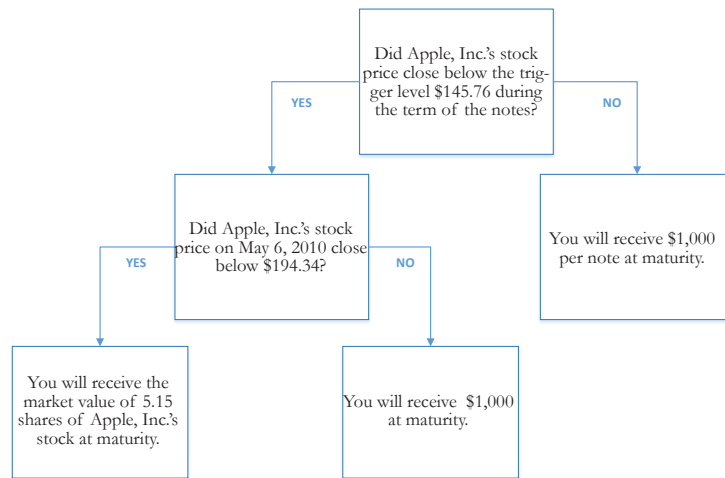 Did Apple, Inc.'s stock
price close below the trig-
ger level $145.76 during
the term of the notes?
YES
NO
Did Apple, Inc.'s stock
price on May 6, 2010 close
below $194.34?
You will receive $1,000
per note at maturity.
YES
NO
You will receive the
market value of 5.15
shares of Apple, Inc.'s
stock at maturity.
You will receive $1,000
at maturity.